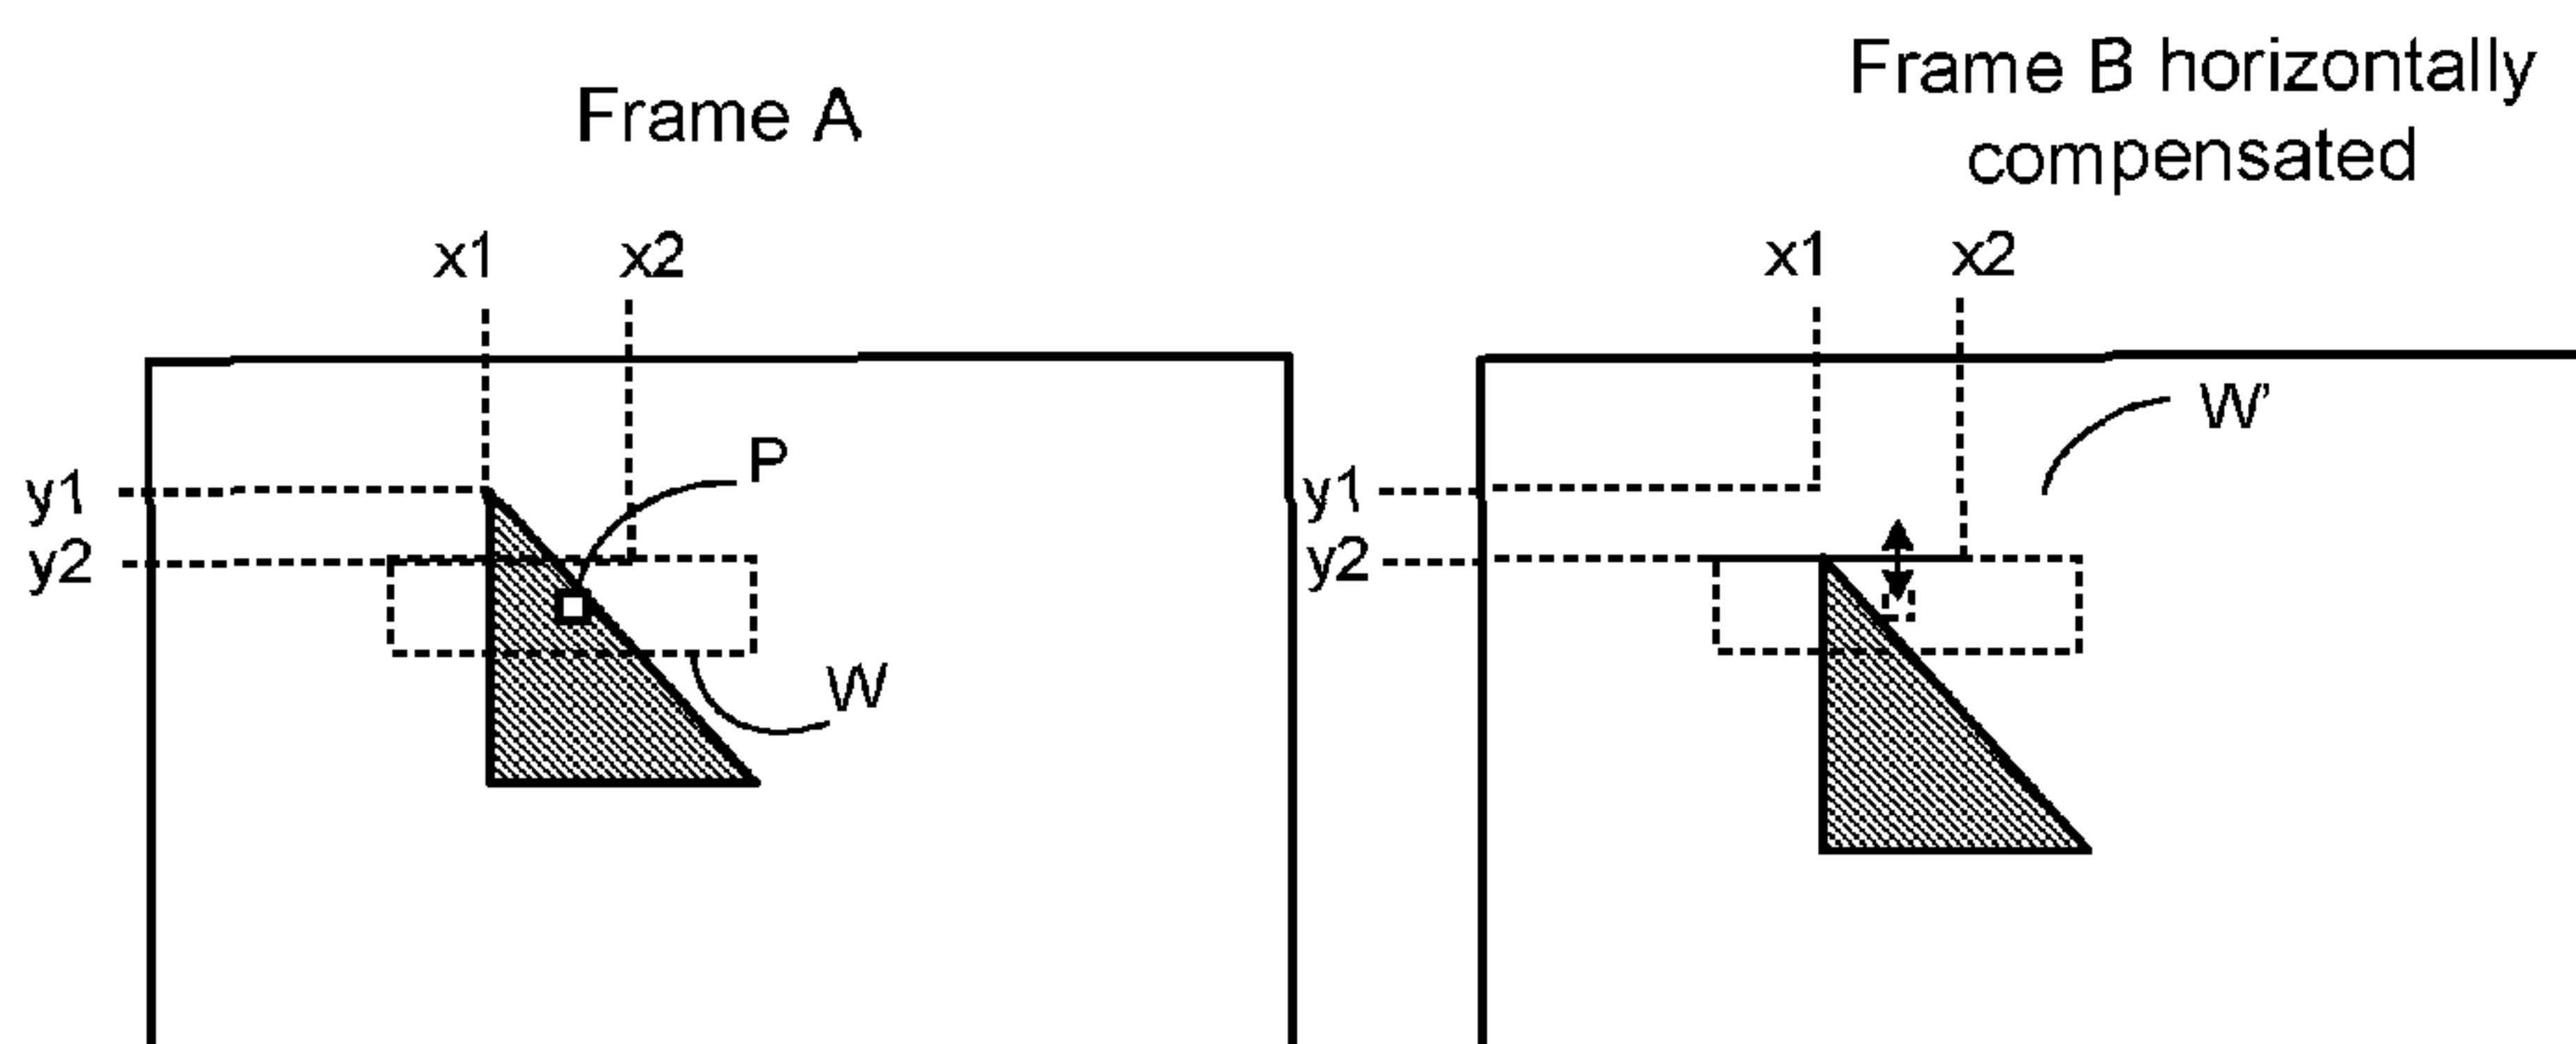 Frame A
x1
x2
y1
y2
P
W
Frame B horizontally
compensated
x1
x2
y1
y2
W'